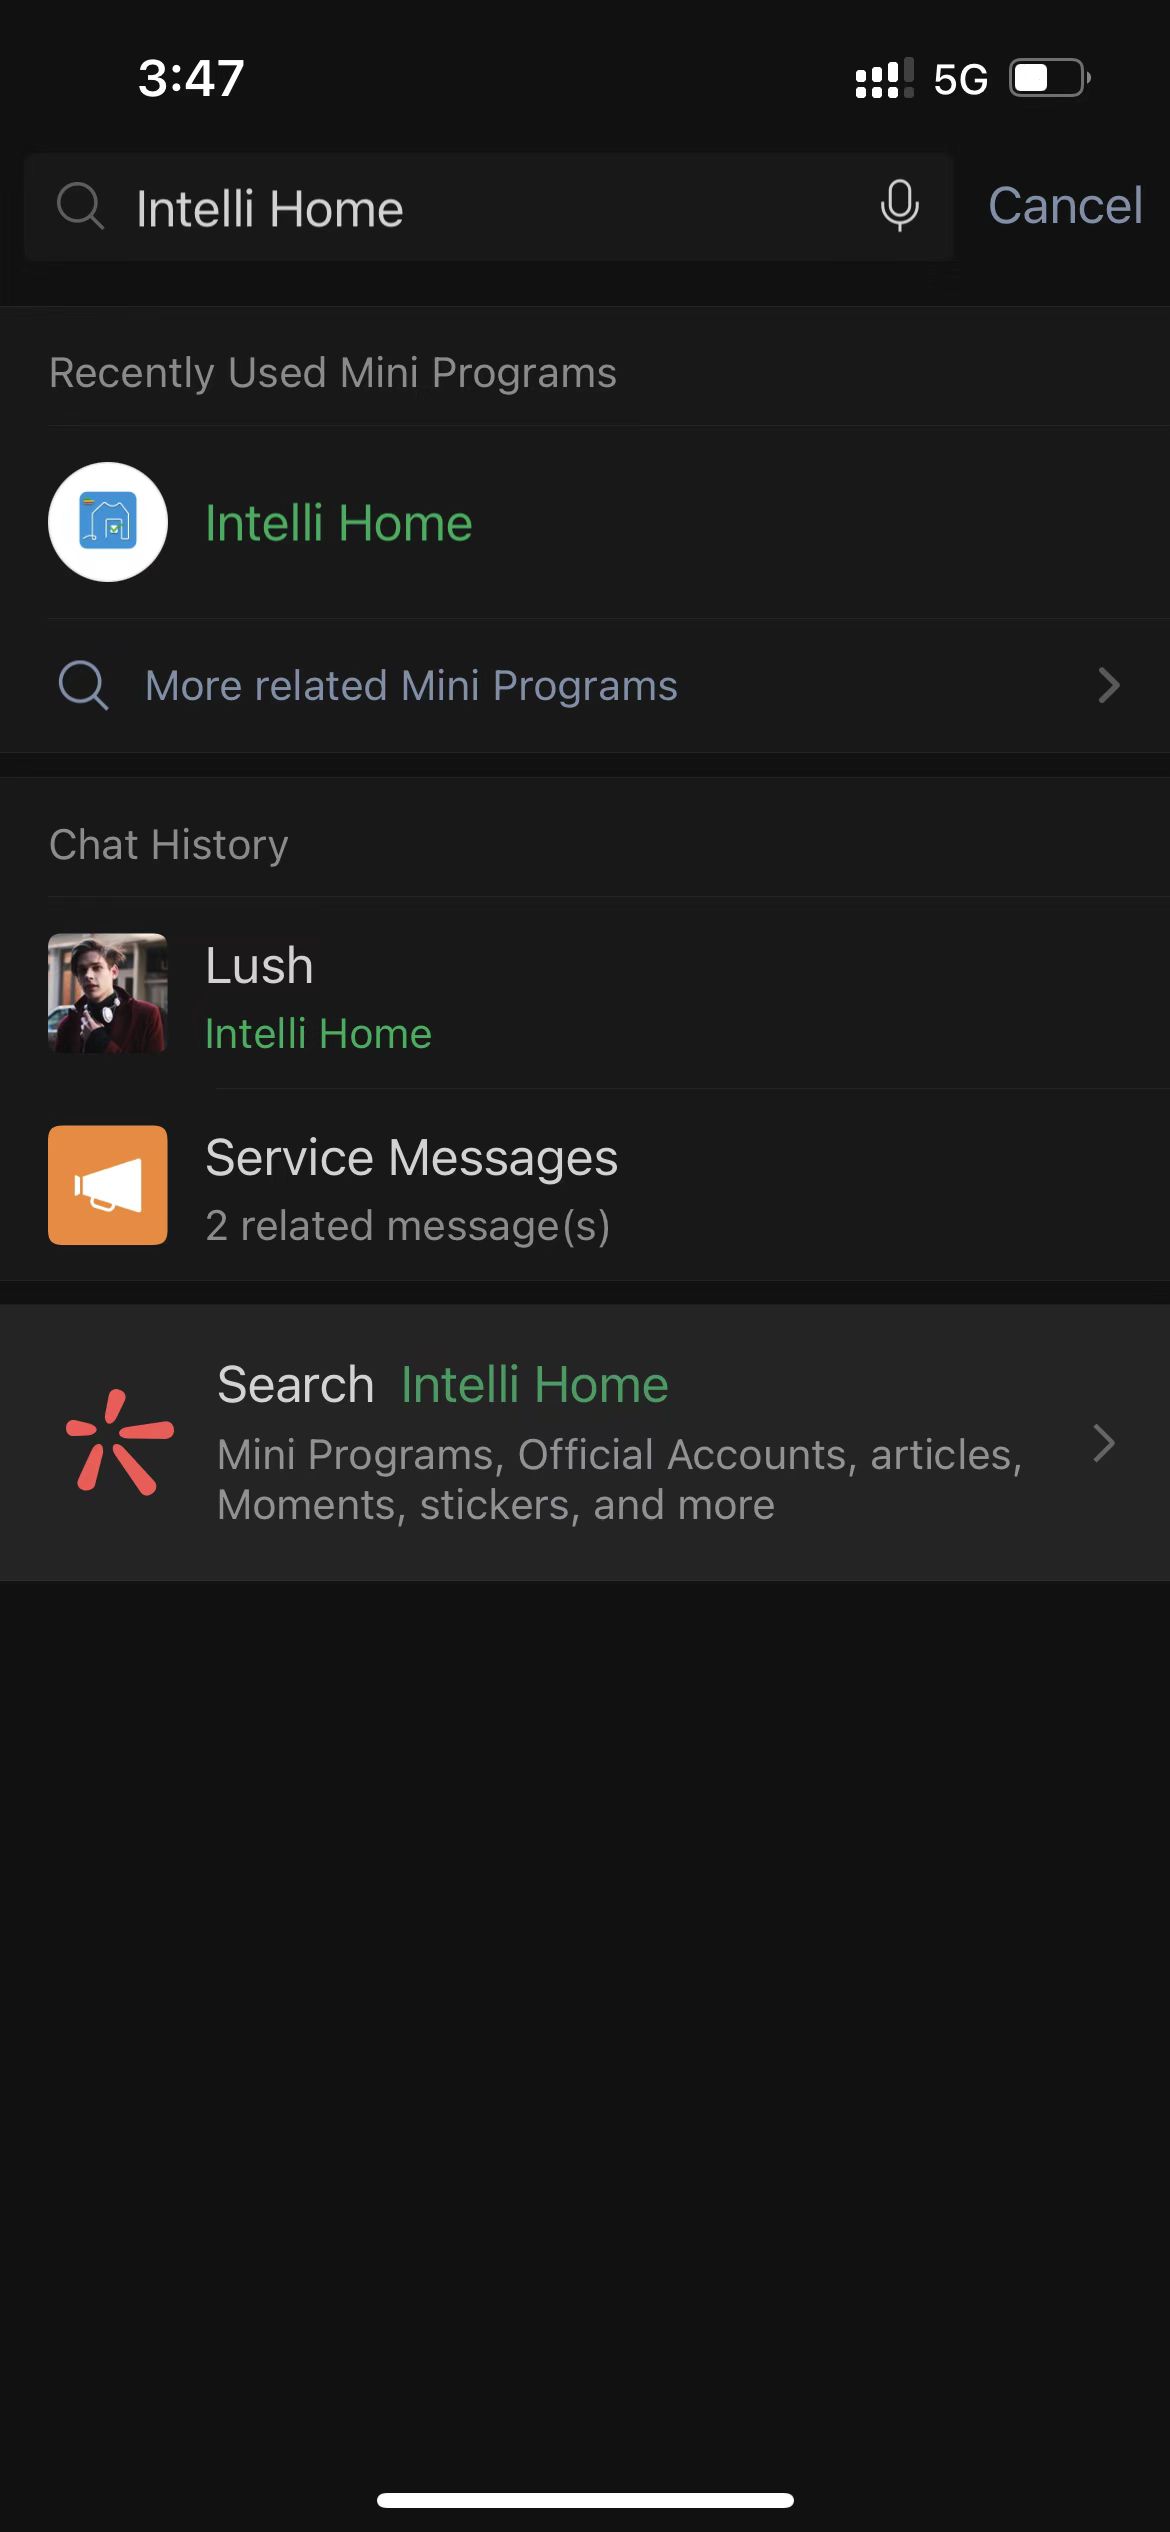 3:47
5G
Intelli Home
Cancel
Recently Used Mini Programs
Intelli Home
More related Mini Programs
Chat History
Lush
Intelli Home
Service Messages
2 related message(s)
Search Intelli Home
Mini Programs, Official Accounts, articles,
Moments, stickers, and more